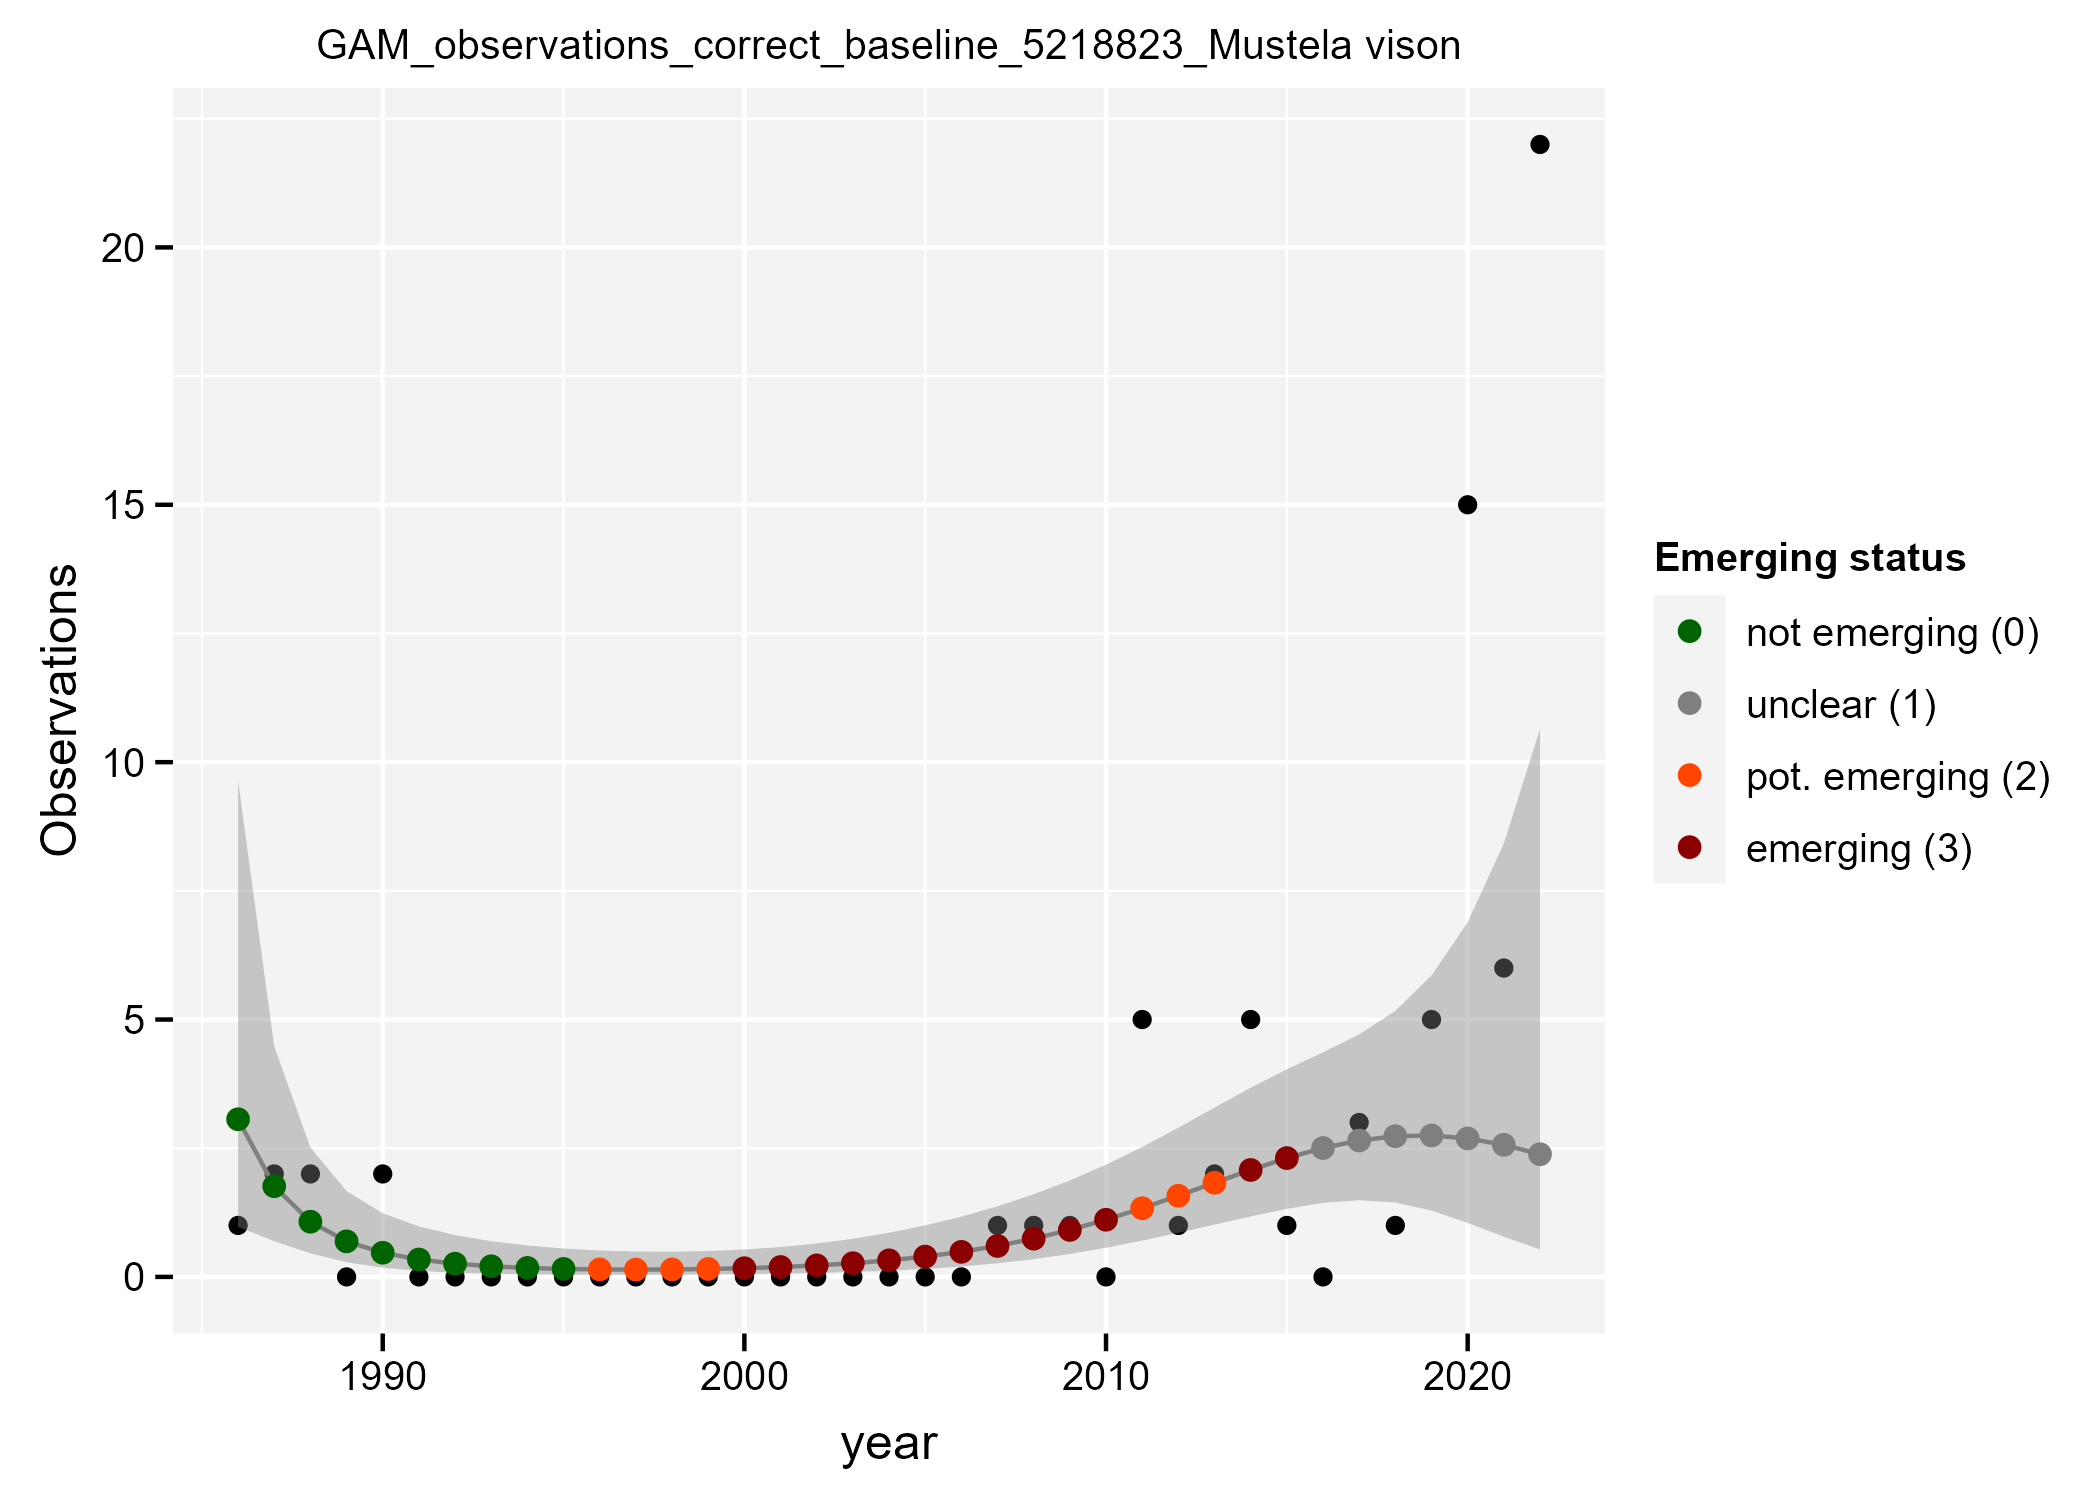 GAM_observations_correct_baseline_5218823_Mustela vison
Observations
20
15
10
5
0
1990 2000 2010 2020
year
Emerging status
not emerging (0)
unclear (1)
pot. emerging (2)
emerging (3)